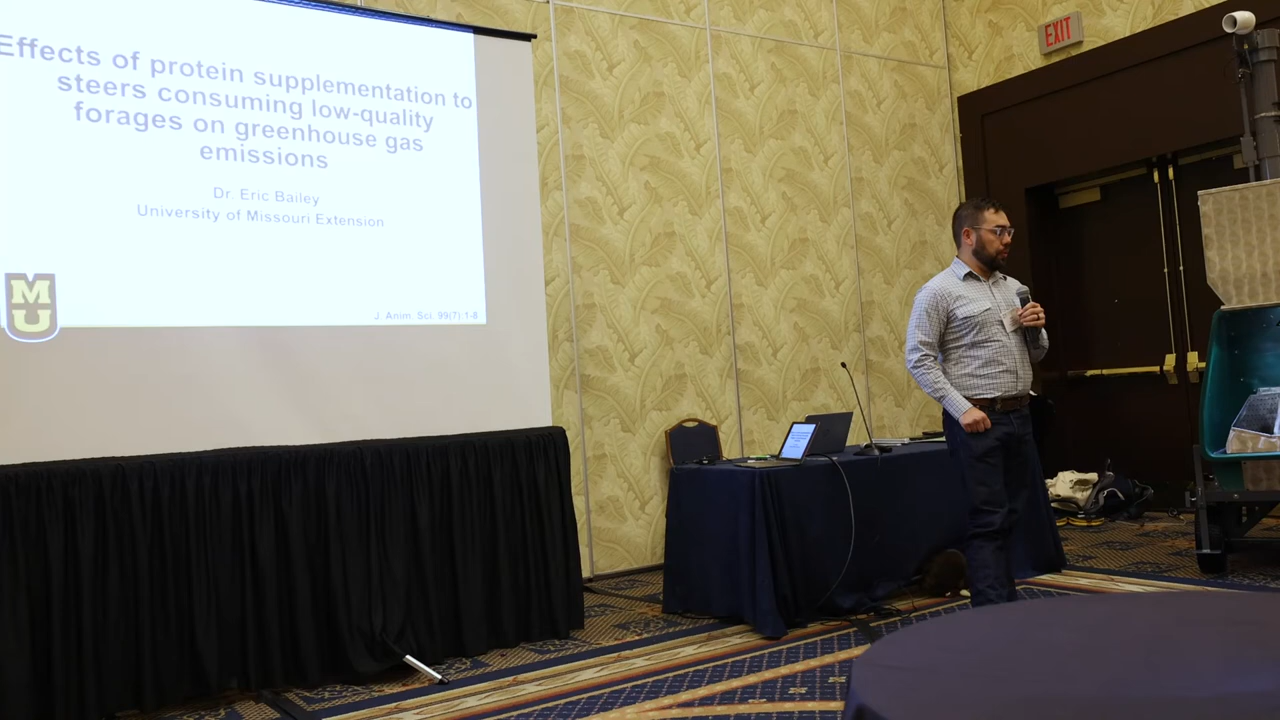 Effects of protein supplementation to
steers consuming low-quality
forages on greenhouse gas
emissions
Dr. Eric Bailey
University of Missouri Extension
MU
J. Anim. Sci. 99(7):1-8
EXIT